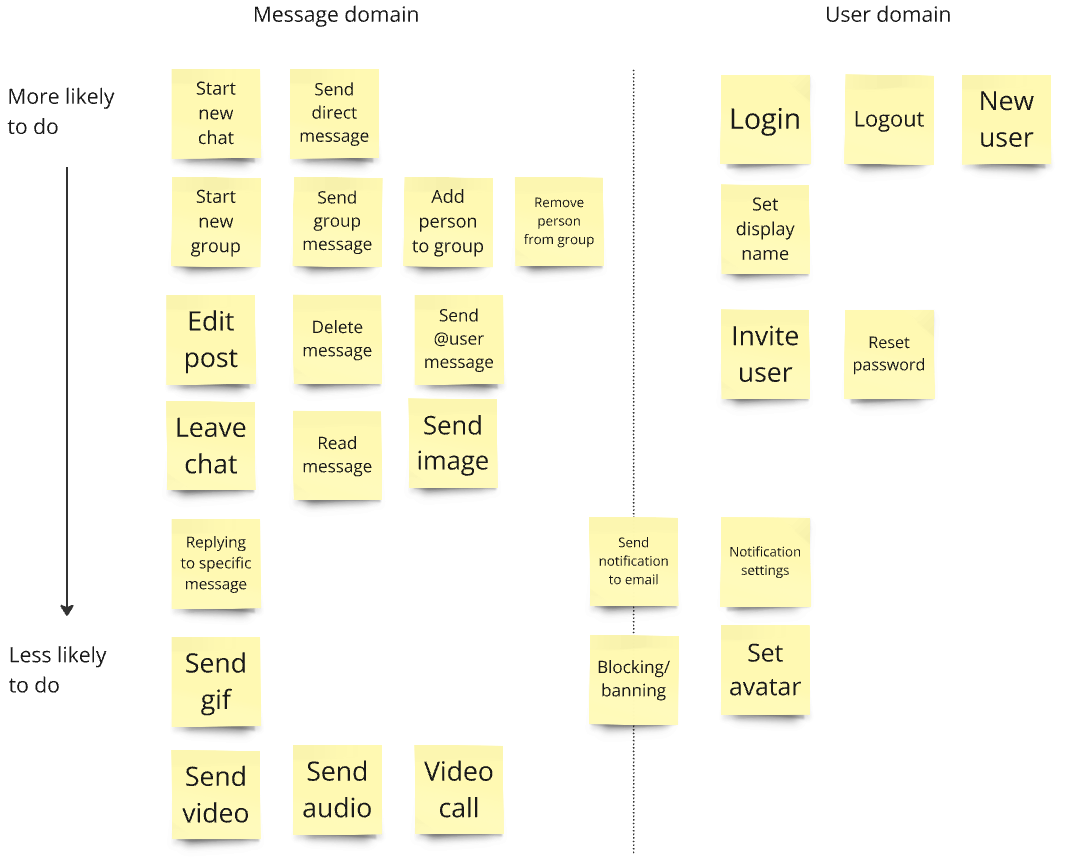 Message domain
User domain
More likely
to do
Start
new
chat
Send
direct
message
Login
Logout
New
user
Start
new
group
Send
group
message
Add
person
to group
Remove
person
from group
Set
display
name
Edit
post
Delete
message
Send
@user
message
Invite
user
Reset
password
Leave
chat
Read
message
Send
image
Replying
to specific
message
Send
notification
to email
Notification
settings
Less likely
to do
Send
gif
Blocking/
banning
Set
avatar
Send
video
Send
audio
Video
call